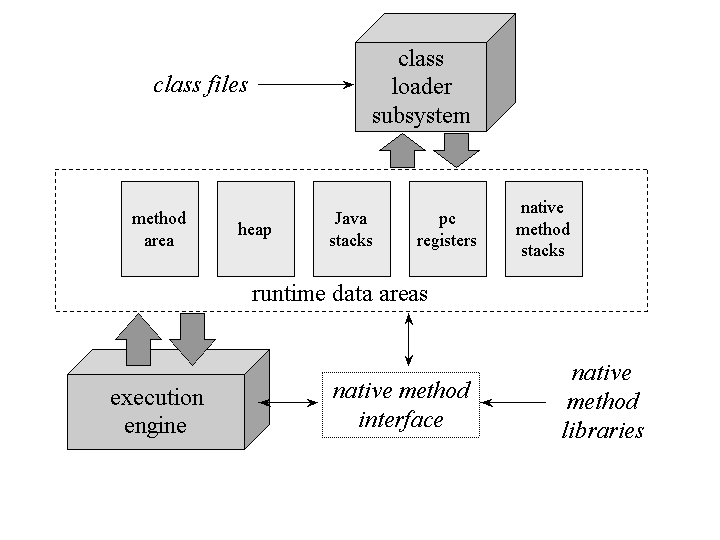 class
loader
subsystem
class files
method
area
heap
Java
stacks
pc
registers
native
method
stacks
runtime data areas
execution
engine
native method
interface
native
method
libraries